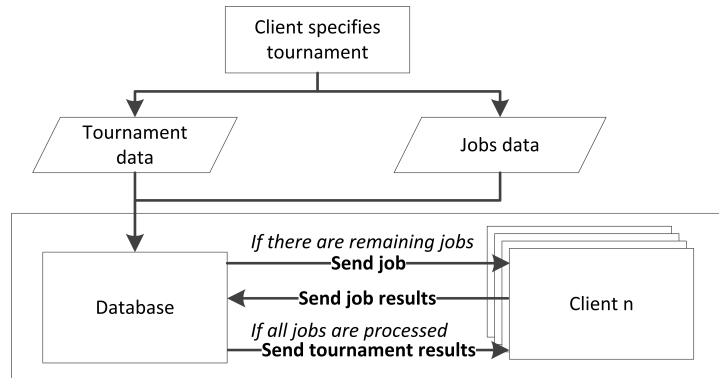 Client specifies
tournament
Tournament
data
Jobs data
If there are remaining jobs
Send job
Database
Send job results
Client n
If all jobs are processed
Send tournament results